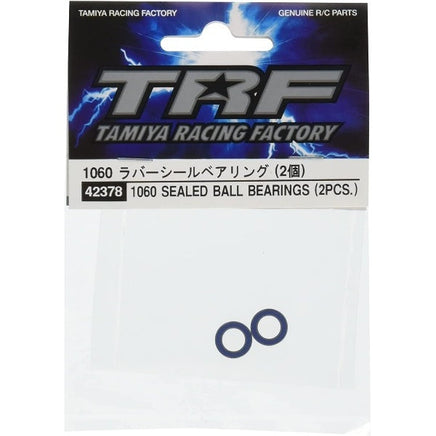 TAMIYA RACING FACTORY
GENUINE R/C PARTS
TRF
TAMIYA RACING FACTORY
1060 ラバーシールベアリング (2個)
42378 1060 SEALED BALL BEARINGS (2PCS.)